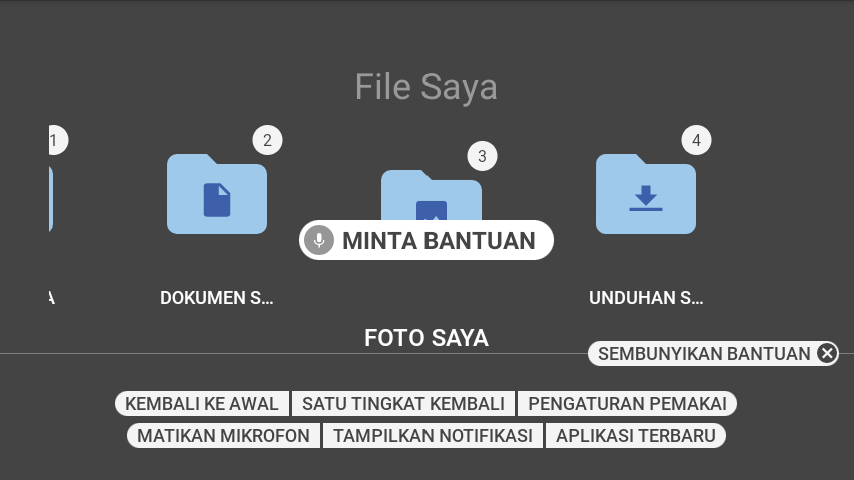 File Saya
1
2
3
4
MINTA BANTUAN
A
DOKUMEN S...
UNDUHAN S...
FOTO SAYA
SEMBUNYIKAN BANTUAN
KEMBALI KE AWAL
SATU TINGKAT KEMBALI
PENGATURAN PEMAKAI
MATIKAN MIKROFON
TAMPILKAN NOTIFIKASI
APLIKASI TERBARU